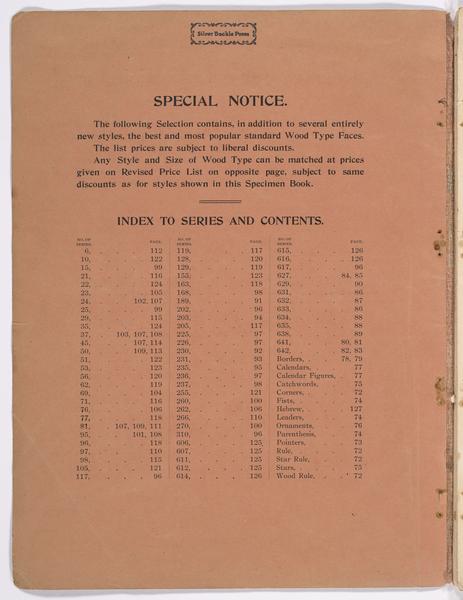 Silver Buckle Press
SPECIAL NOTICE.
The following Selection contains, in addition to several entirely
new styles, the best and most popular standard Wood Type Faces.
The list prices are subject to liberal discounts.
Any Style and Size of Wood Type can be matched at prices
given on Revised Price List on opposite page, subject to same
discounts as for styles shown in this Specimen Book.
INDEX TO SERIES AND CONTENTS.
NO. OF SERIES. PAGE. NO. OF SERIES. PAGE. NO. OF SERIES. PAGE.
6, 112 119, 117 615, 126
10, 122 128, 120 616, 126
15, 99 129, 119 617, 96
21, 116 155, 123 627, 84, 85
22, 124 163, 118 629, 90
23, 105 168, 98 631, 86
24, 102, 107 189, 91 632, 87
25, 99 202, 96 633, 86
29, 115 203, 94 634, 88
35, 124 205, 117 635, 88
37, 103, 107, 108 225, 97 638, 89
45, 107, 114 226, 97 641, 80, 81
50, 109, 113 230, 92 642, 82, 83
51, 122 231, 93 Borders, 78, 79
53, 123 235, 95 Calendars, 77
56, 120 236, 97 Calendar Figures, 77
62, 119 237, 98 Catchwords, 75
69, 104 255, 121 Corners, 72
71, 116 260, 100 Fists, 74
76, 106 262, 106 Hebrew, 127
77, 118 266, 110 Leaders, 74
81, 107, 109, 111 270, 100 Ornaments, 76
95, 101, 108 310, 96 Parenthesis, 74
96, 118 606, 125 Pointers, 73
97, 110 607, 125 Rule, 72
98, 115 611, 125 Star Rule, 72
105, 121 612, 125 Stars, 75
117, 96 614, 126 Wood Rule, 72